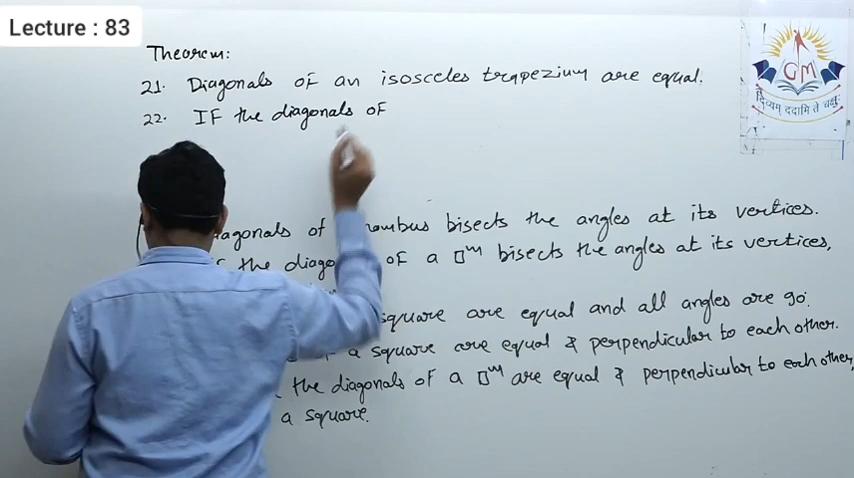 Lecture : 83
Theorem:
21. Diagonals of an isosceles trapezium are equal.
22. IF the diagonals of
GM
दिव्यम् ददामि ते चक्षुः
of bisects the angles at its vertices.
the of a □ᵐ bisects the angles at its vertices,
square are equal and all angles are 90°.
a square are equal & perpendicular to each other.
the diagonals of a □ᵐ are equal & perpendicular to each other,
a square.